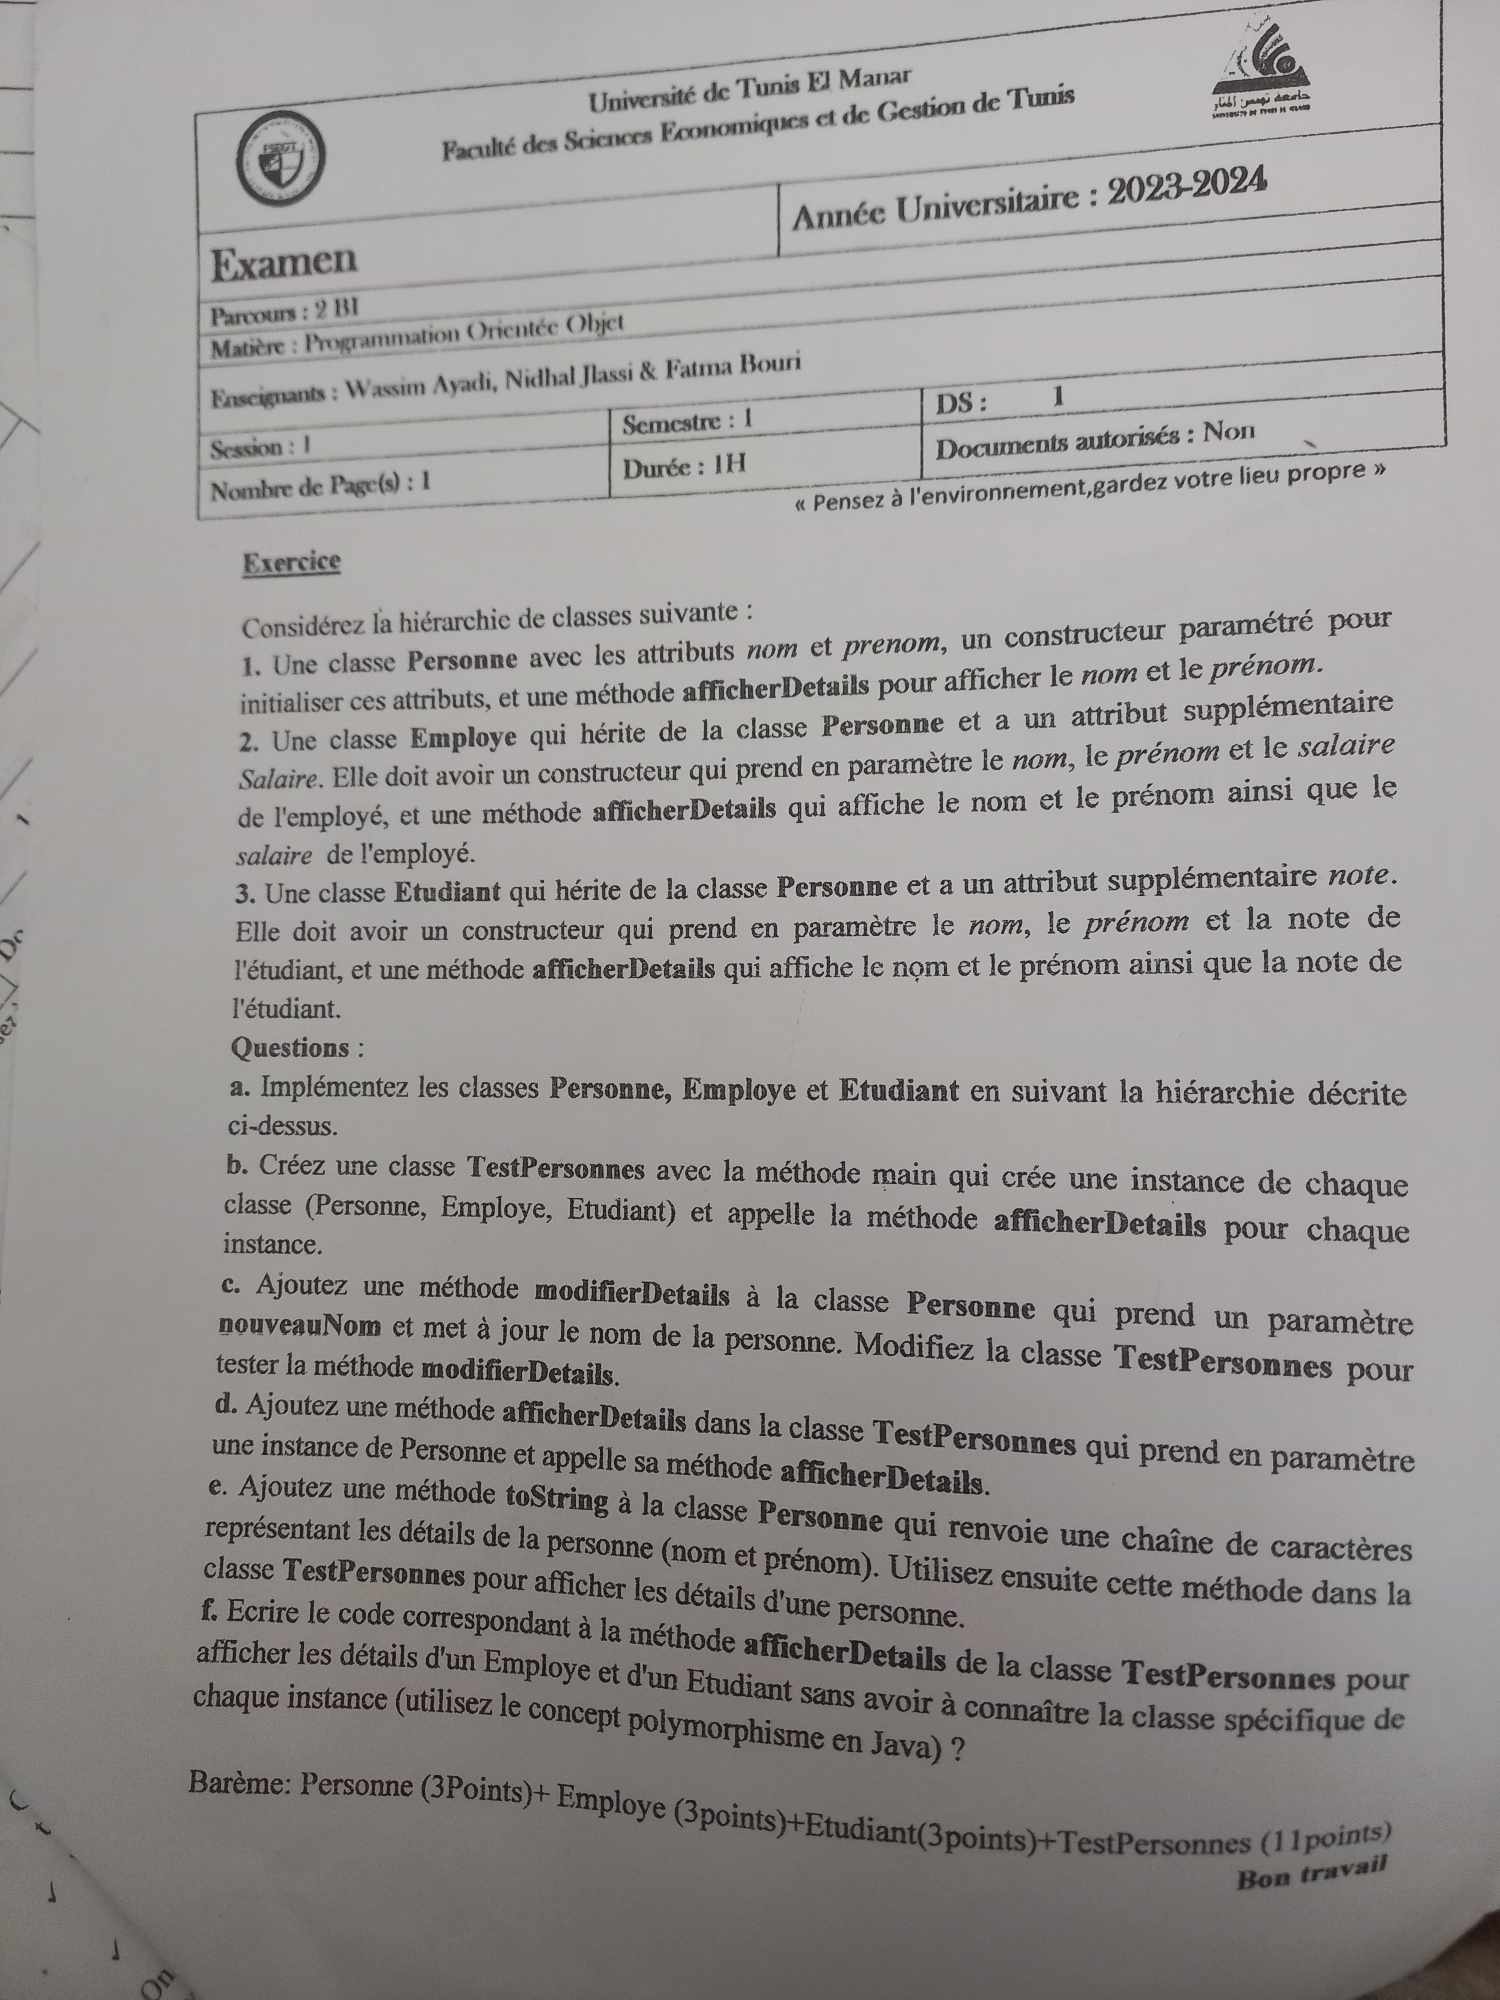 Université de Tunis El Manar
Faculté des Sciences Economiques et de Gestion de Tunis
FSEGT
جامعة تونس المنار
UNIVERSITÉ DE TUNIS EL MANAR
Examen
Année Universitaire : 2023-2024
Parcours : 2 BI
Matière : Programmation Orientée Objet
Enseignants : Wassim Ayadi, Nidhal Jlassi & Fatma Bouri
Session : 1
Semestre : 1
DS : 1
Nombre de Page(s) : 1
Durée : 1H
Documents autorisés : Non
« Pensez à l'environnement,gardez votre lieu propre »
Exercice
Considérez la hiérarchie de classes suivante :
1. Une classe Personne avec les attributs nom et prenom, un constructeur paramétré pour
initialiser ces attributs, et une méthode afficherDetails pour afficher le nom et le prénom.
2. Une classe Employe qui hérite de la classe Personne et a un attribut supplémentaire
Salaire. Elle doit avoir un constructeur qui prend en paramètre le nom, le prénom et le salaire
de l'employé, et une méthode afficherDetails qui affiche le nom et le prénom ainsi que le
salaire de l'employé.
3. Une classe Etudiant qui hérite de la classe Personne et a un attribut supplémentaire note.
Elle doit avoir un constructeur qui prend en paramètre le nom, le prénom et la note de
l'étudiant, et une méthode afficherDetails qui affiche le nom et le prénom ainsi que la note de
l'étudiant.
Questions :
a. Implémentez les classes Personne, Employe et Etudiant en suivant la hiérarchie décrite
ci-dessus.
b. Créez une classe TestPersonnes avec la méthode main qui crée une instance de chaque
classe (Personne, Employe, Etudiant) et appelle la méthode afficherDetails pour chaque
instance.
c. Ajoutez une méthode modifierDetails à la classe Personne qui prend un paramètre
nouveauNom et met à jour le nom de la personne. Modifiez la classe TestPersonnes pour
tester la méthode modifierDetails.
d. Ajoutez une méthode afficherDetails dans la classe TestPersonnes qui prend en paramètre
une instance de Personne et appelle sa méthode afficherDetails.
e. Ajoutez une méthode toString à la classe Personne qui renvoie une chaîne de caractères
représentant les détails de la personne (nom et prénom). Utilisez ensuite cette méthode dans la
classe TestPersonnes pour afficher les détails d'une personne.
f. Ecrire le code correspondant à la méthode afficherDetails de la classe TestPersonnes pour
afficher les détails d'un Employe et d'un Etudiant sans avoir à connaître la classe spécifique de
chaque instance (utilisez le concept polymorphisme en Java) ?
Barème: Personne (3Points)+ Employe (3points)+Etudiant(3points)+TestPersonnes (11points)
Bon travail
On